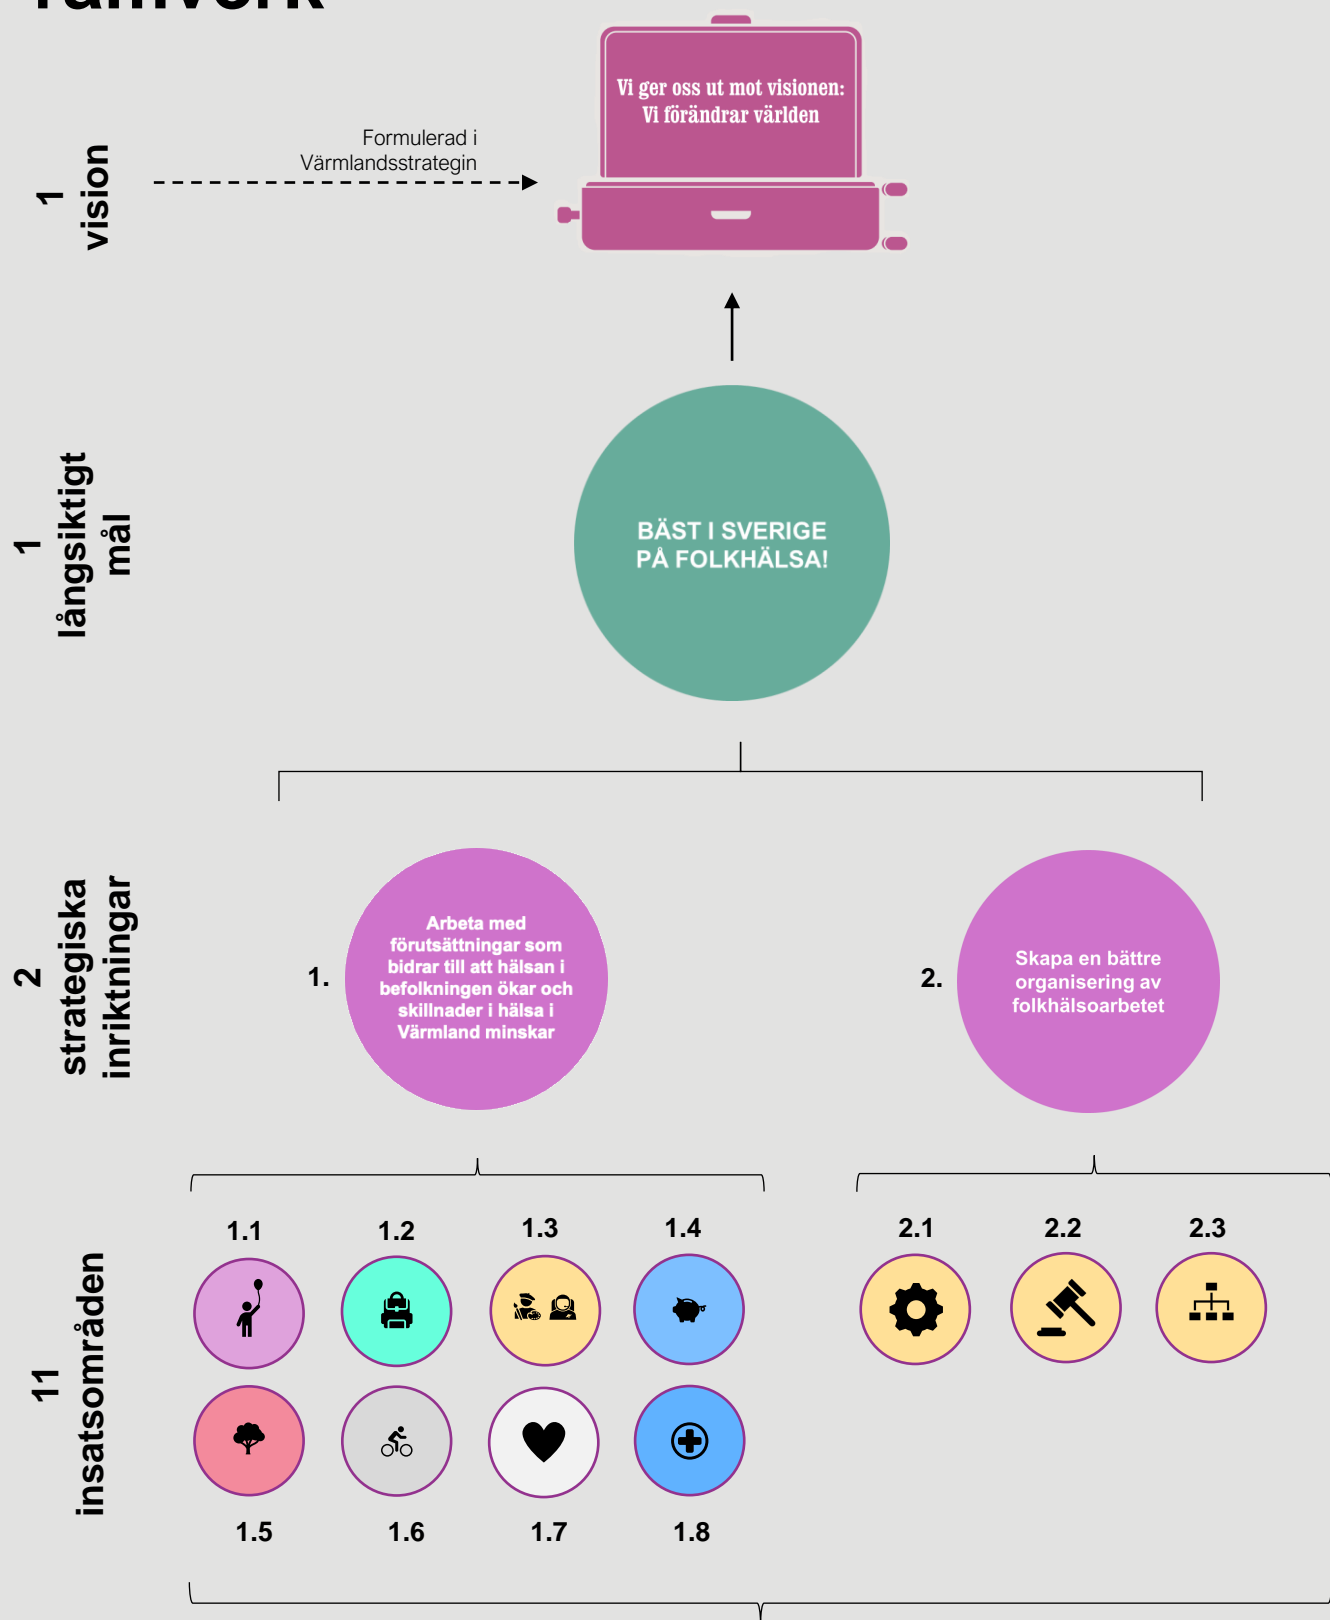 ramverk
Vi ger oss ut mot visionen:
Vi förändrar världen
Formulerad i
Värmlandsstrategin
1
vision
1
långsiktigt
mål
BÄST I SVERIGE
PÅ FOLKHÄLSA!
2
strategiska
inriktningar
1.
Arbeta med
förutsättningar som
bidrar till att hälsan i
befolkningen ökar och
skillnader i hälsa i
Värmland minskar
2.
Skapa en bättre
organisering av
folkhälsoarbetet
11
insatsområden
1.1 1.2 1.3 1.4
2.1 2.2 2.3
1.5 1.6 1.7 1.8